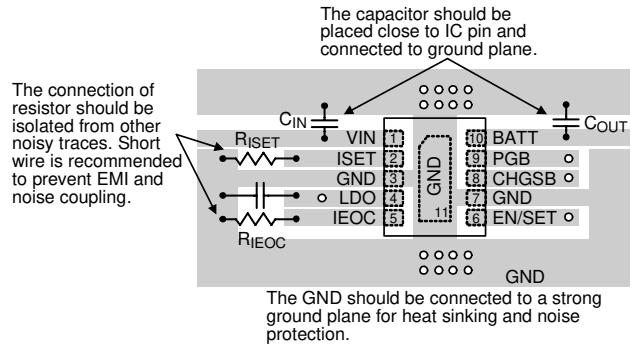 The capacitor should be
placed close to IC pin and
connected to ground plane.
The connection of
resistor should be
isolated from other
noisy traces. Short
wire is recommended
to prevent EMI and
noise coupling.
CIN
COUT
RISET
VIN 1
ISET 2
GND 3
LDO 4
IEOC 5
RIEOC
GND
11
10 BATT
9 PGB
8 CHGSB
7 GND
6 EN/SET
GND
The GND should be connected to a strong
ground plane for heat sinking and noise
protection.